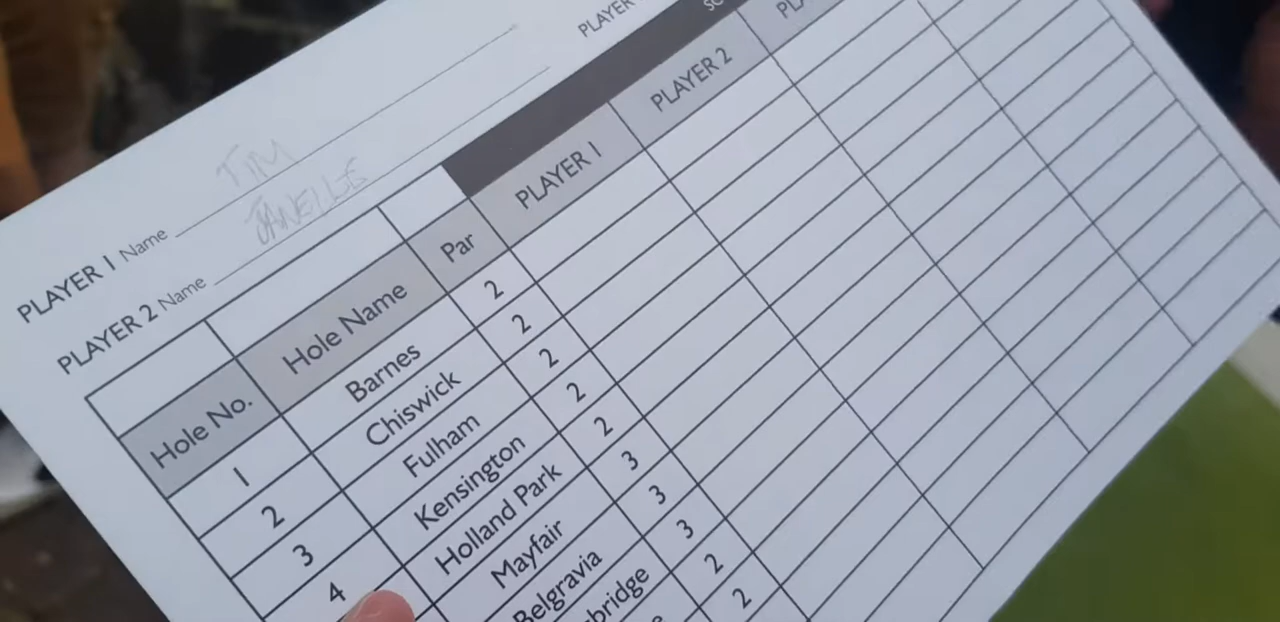 PLAYER 1 Name TIM
PLAYER 2 Name JANELLE
PLAYER
Hole No. Hole Name Par PLAYER 1 PLAYER 2
1 Barnes 2
2 Chiswick 2
3 Fulham 2
4 Kensington 2
Holland Park 2
Mayfair 3
Belgravia 3
3
2
2